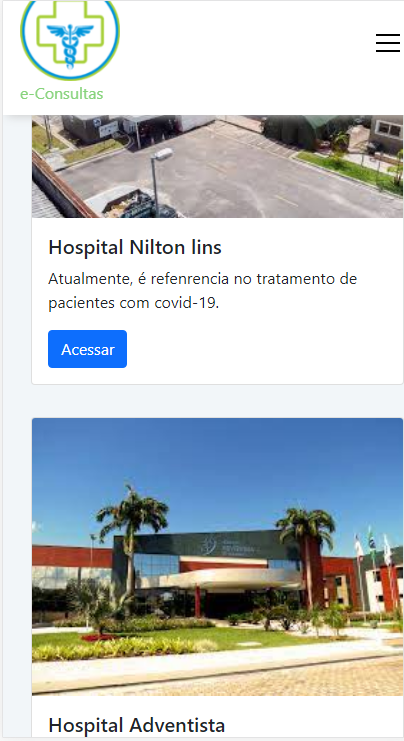 e-Consultas
Hospital Nilton lins
Atualmente, é refenrencia no tratamento de
pacientes com covid-19.
Acessar
Hospital Adventista